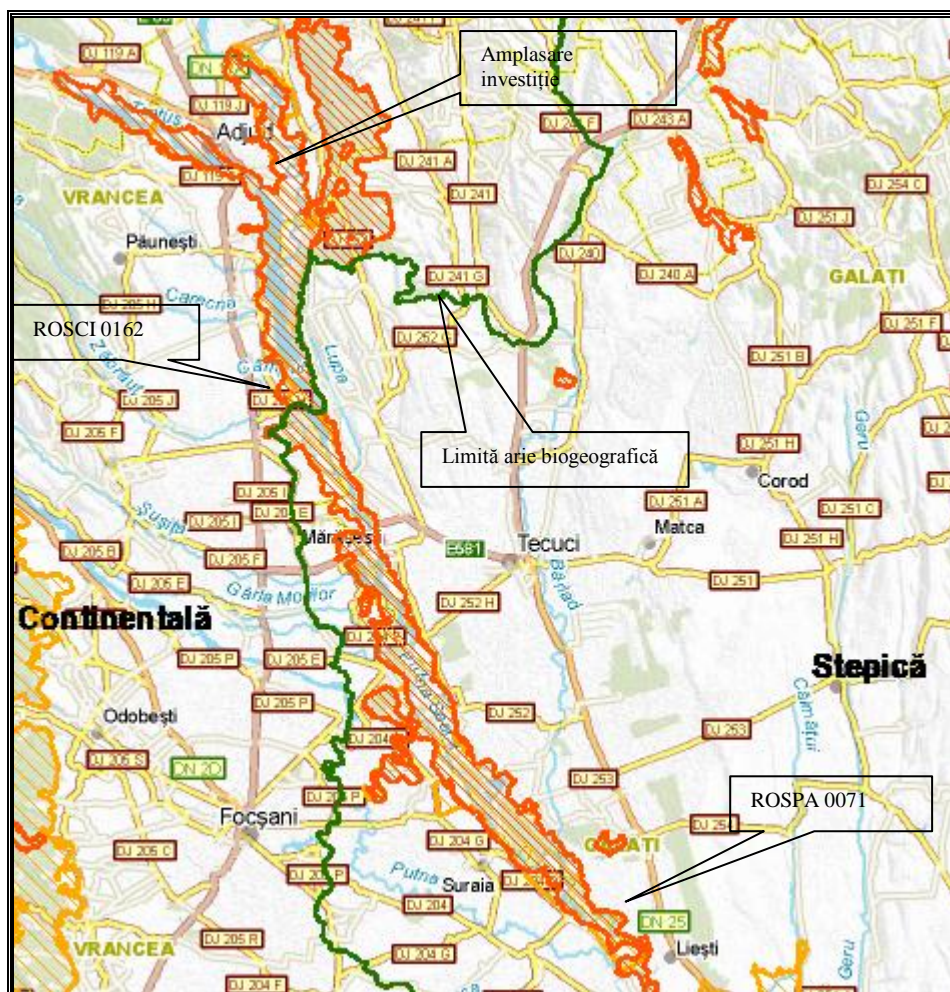 DJ 119 A
Amplasare
investiție
DJ 119 J
Trotuș
Adjud
DJ 243 A
DJ 241 A
DJ 241
DJ 254 C
VRANCEA
DJ 251 J
Păunești
DJ 240
DJ 240 A
DJ 241 G
GALAȚI
DJ 205 H
Carecna
ROSCI 0162
Zăbrăuț
Lupa
DJ 251 F
DJ 251 B
DJ 205 J
Geru
DJ 205 F
DJ 251 H
Limită arie biogeografică
Corod
DJ 205 I
DJ 251 A
DJ 251 C
Șușița
DJ 205 I
DJ 205 E
Matca
DJ 205 F
E581
Tecuci
DJ 251 H
DJ 205 R
DJ 205 E
DJ 251
Bârlad
Gârla Morilor
DJ 252 H
Continentală
DJ 205 P
DJ 205 E
Stepică
DJ 205 P
Odobești
DJ 252
Călmățui
DJ 253
DJ 205 S
DN 2D
DJ 253
ROSPA 0071
Focșani
DJ 205 C
DJ 204 G
GALAȚI
Putna
Suraia
DJ 204
DN 25
VRANCEA
DJ 205 R
Liești
DJ 204 G
Geru
DJ 204 F